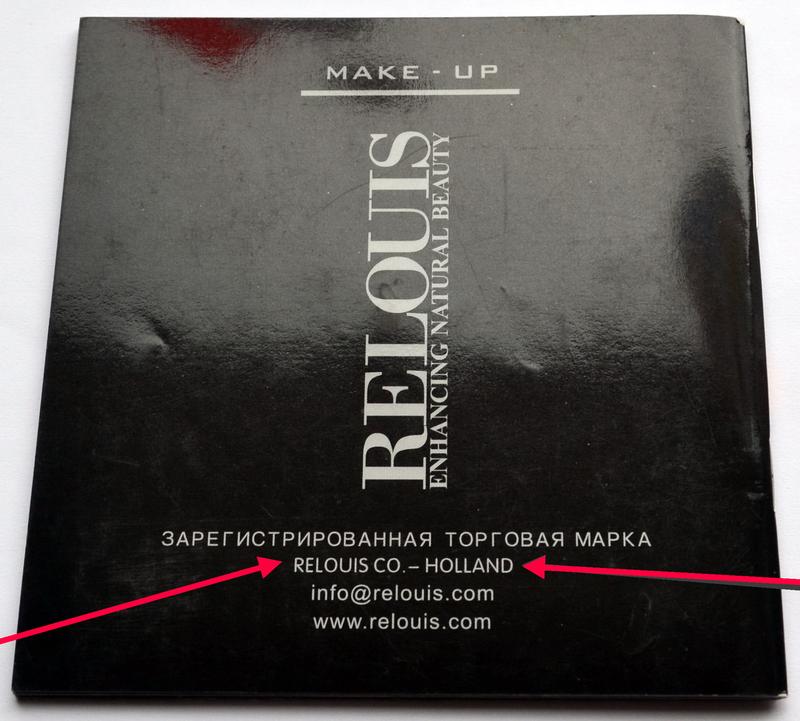 MAKE - UP
RELOUIS
ENHANCING NATURAL BEAUTY
ЗАРЕГИСТРИРОВАННАЯ ТОРГОВАЯ МАРКА
RELOUIS CO. – HOLLAND
info@relouis.com
www.relouis.com